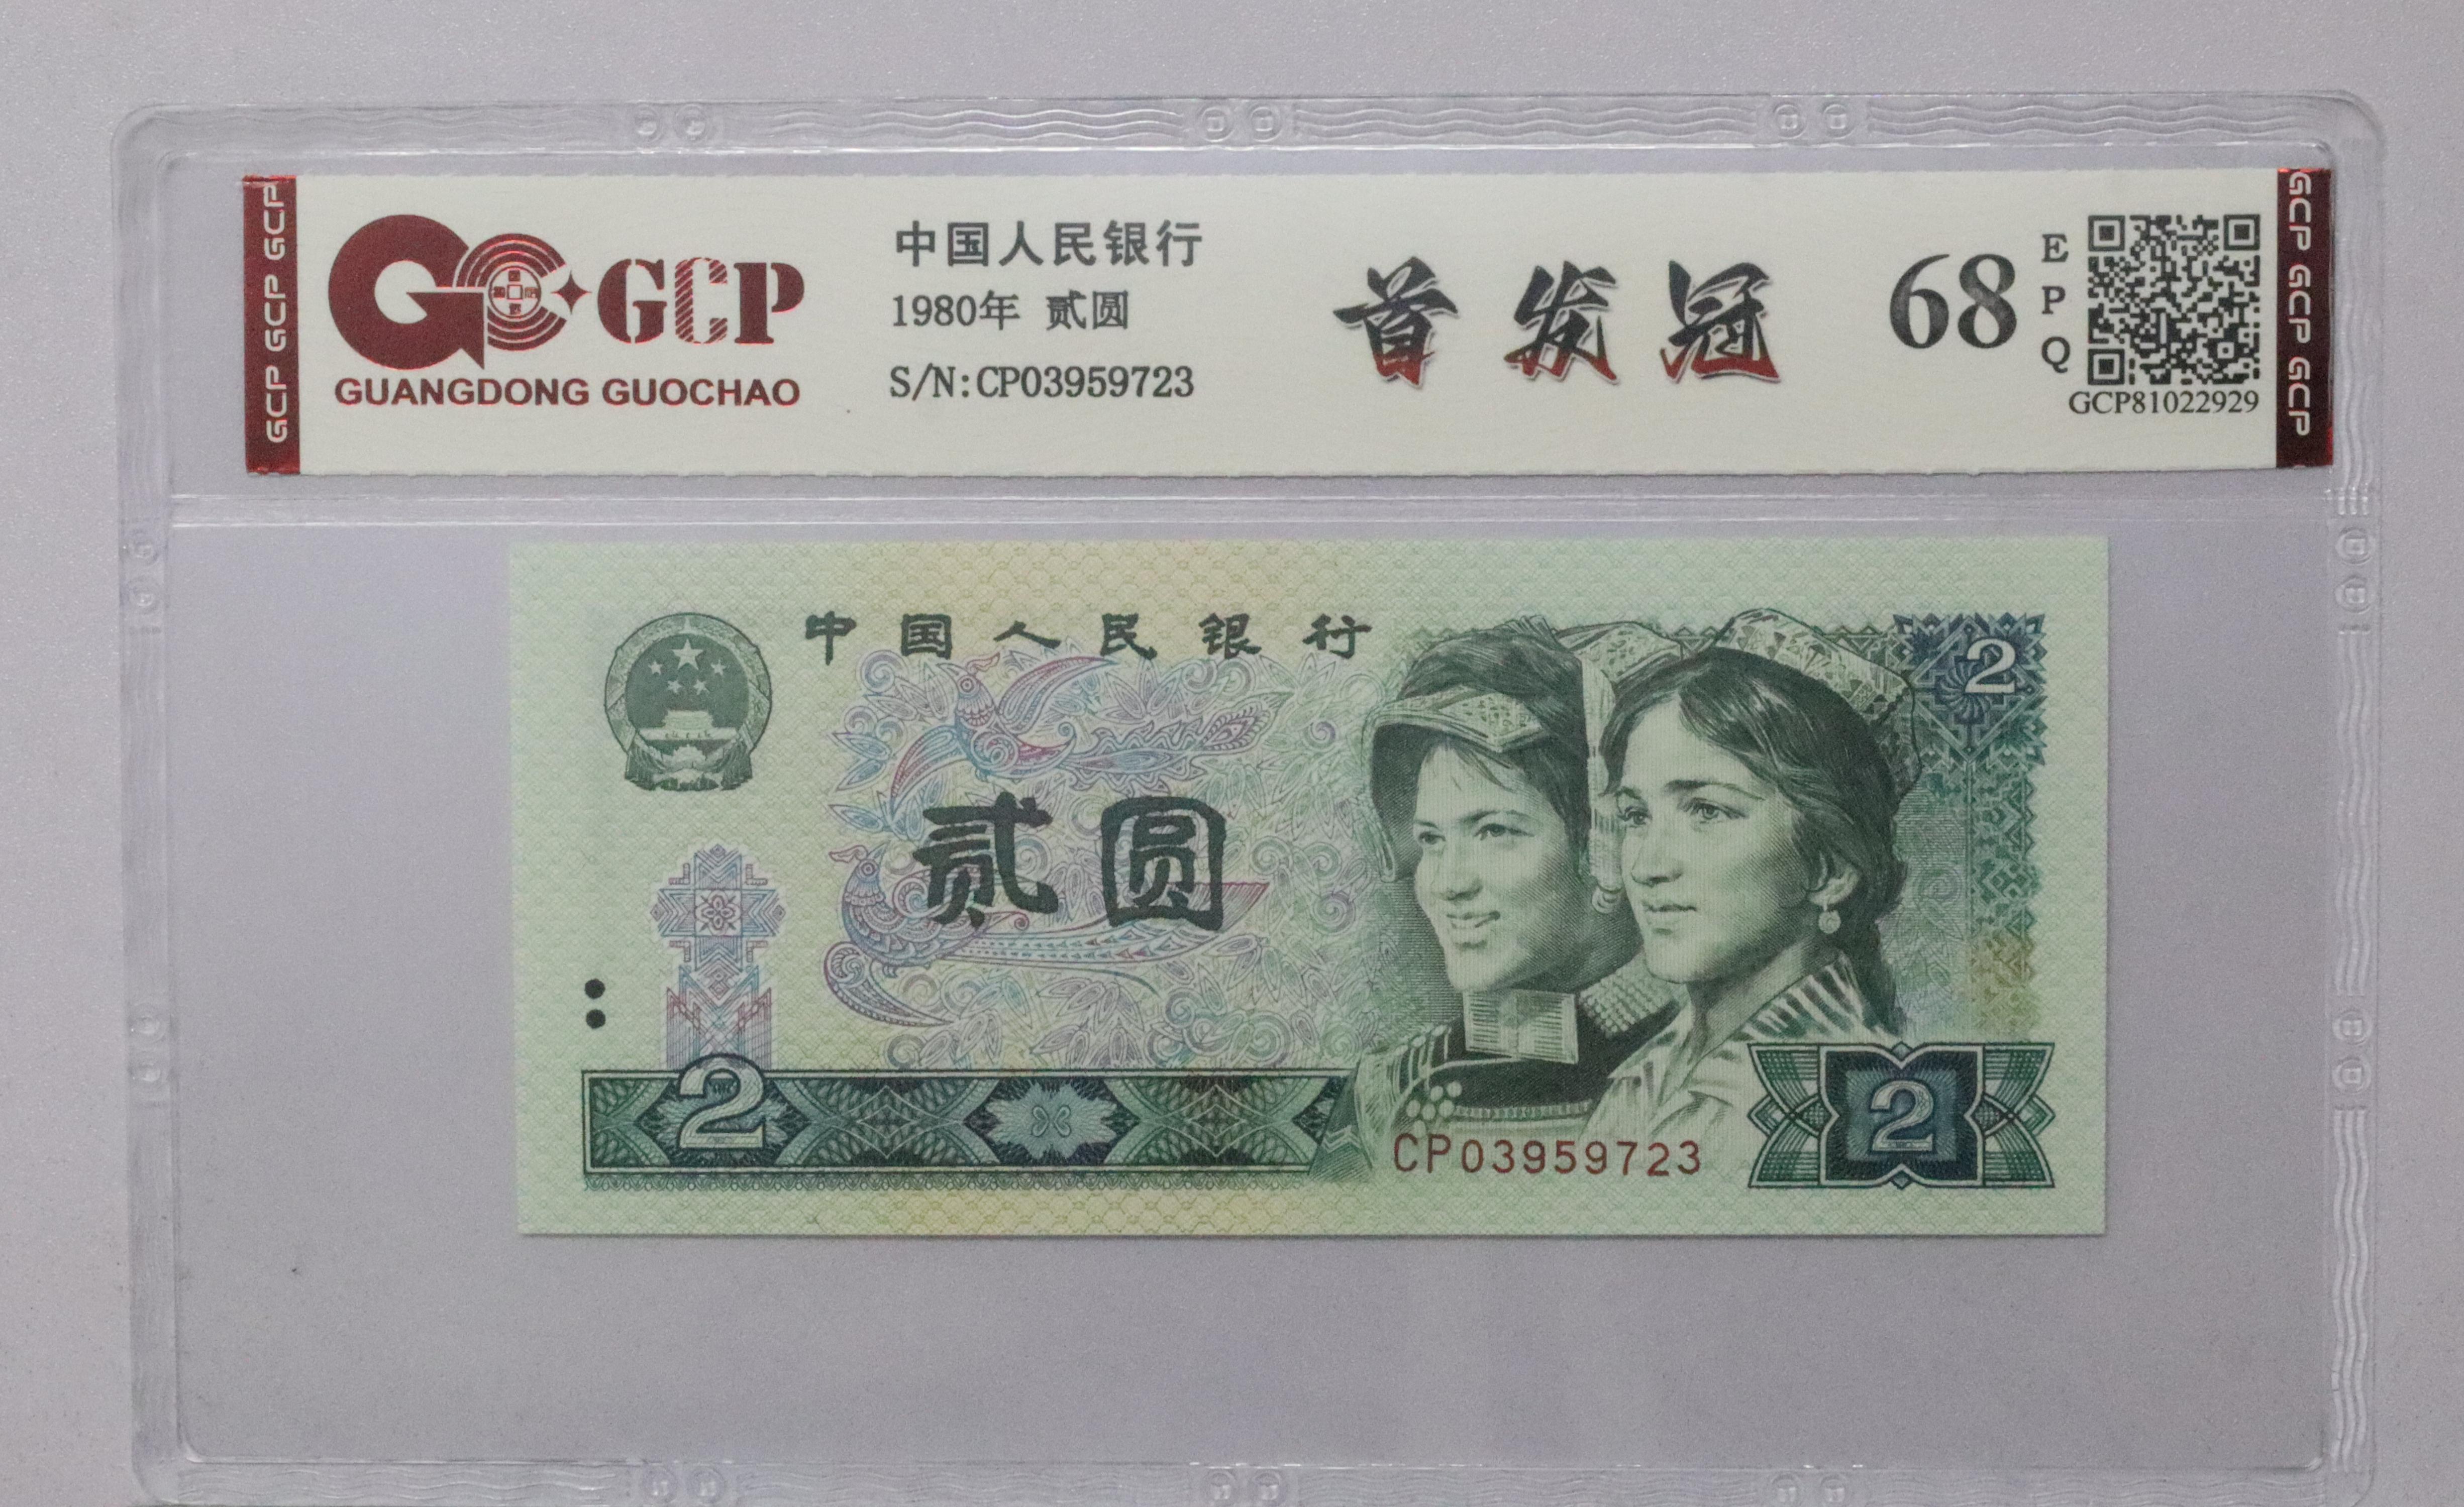 GCP GCP GCP
GCP
GUANGDONG GUOCHAO
中国人民银行
1980年 贰圆
S/N:CP03959723
首发冠
68
EPQ
GCP81022929
GCP GCP GCP
中国人民银行
2
贰圆
2
CP03959723
2